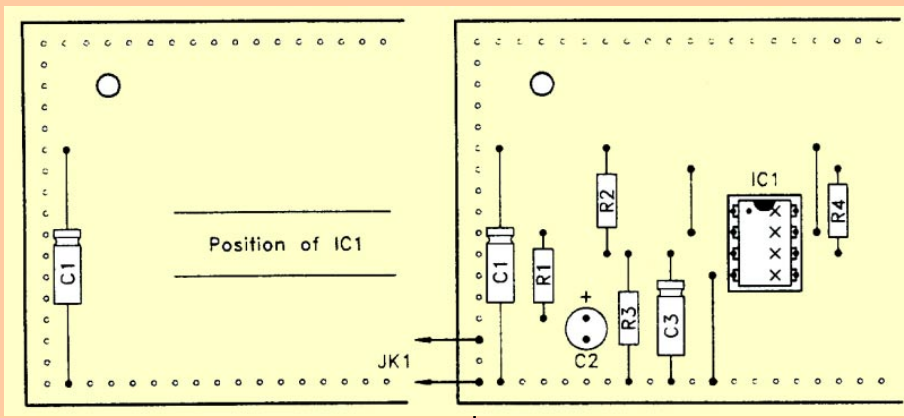 C1
Position of IC1
JK1
C1
R1
R2
+
C2
R3
C3
IC1
X
X
X
X
R4